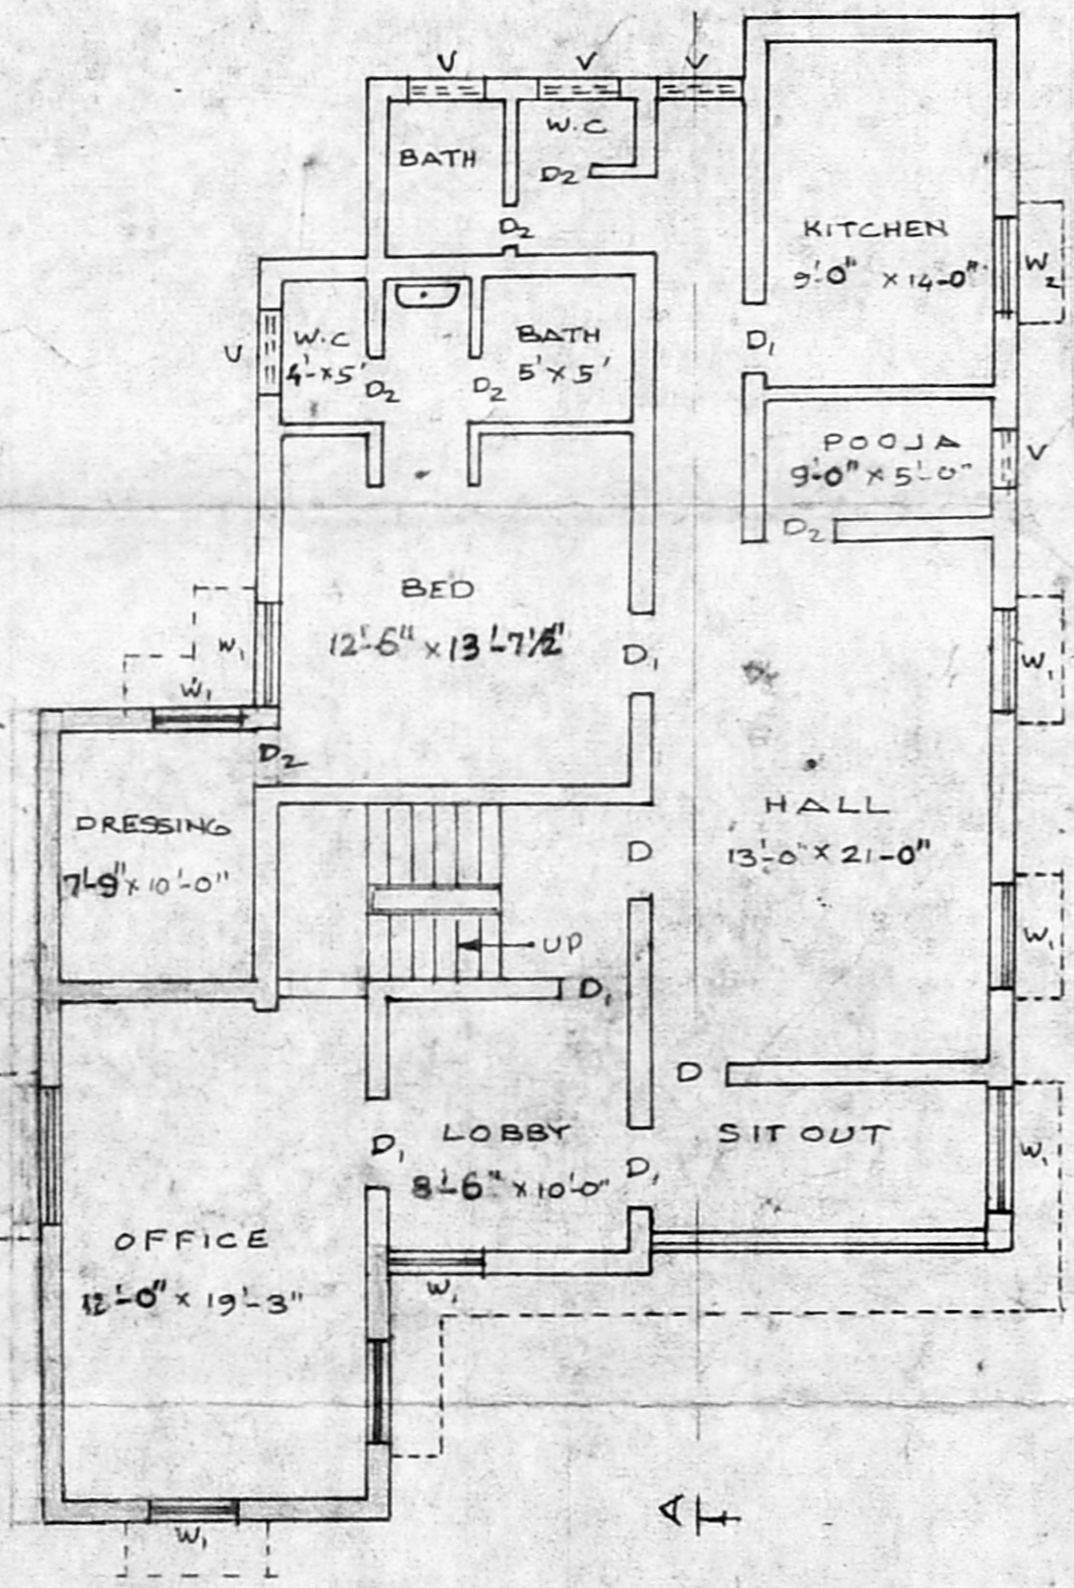 V V V
W.C
BATH
D2
D2
KITCHEN
9'-0" x 14-0"
W2
V
W.C
4'-x5'
D2
BATH
5'x5'
D2
D1
POOJA
9'-0" x 5'-0"
V
D2
BED
12'-6" x 13'-7½"
W1
W1
D1
W1
D2
DRESSING
7'-9" x 10'-0"
HALL
13'-0" x 21-0"
D
W1
UP
D1
D
LOBBY
8'-6" x 10'-0"
D1
D1
SIT OUT
W1
OFFICE
12'-0" x 19'-3"
W1
A
W1